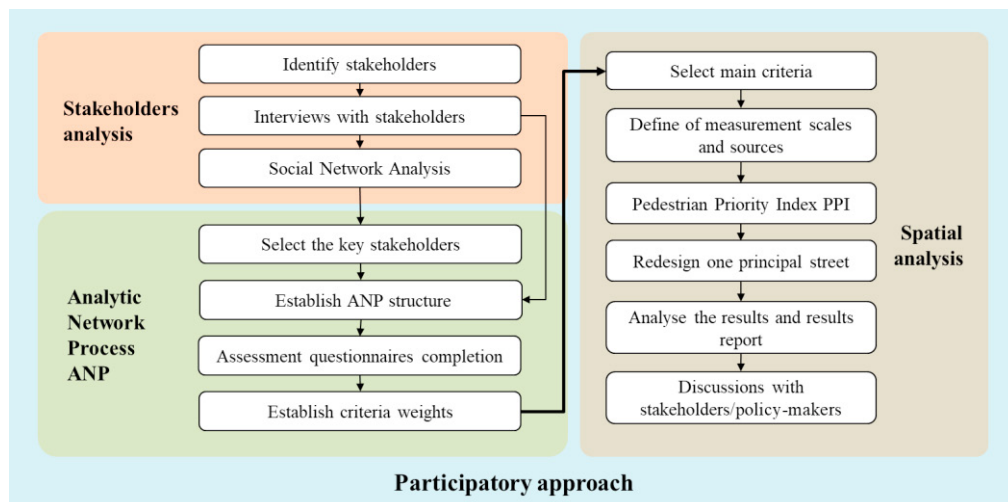 Stakeholders
analysis
Identify stakeholders
Interviews with stakeholders
Social Network Analysis
Analytic
Network
Process
ANP
Select the key stakeholders
Establish ANP structure
Assessment questionnaires completion
Establish criteria weights
Select main criteria
Define of measurement scales
and sources
Pedestrian Priority Index PPI
Redesign one principal street
Analyse the results and results
report
Discussions with
stakeholders/policy-makers
Spatial
analysis
Participatory approach